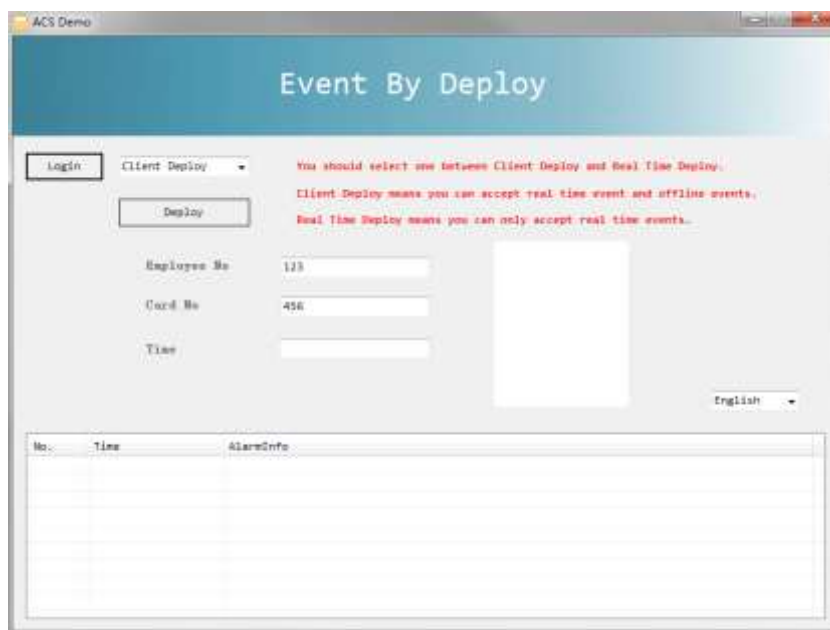 ACS Demo
Event By Deploy
Login
Client Deploy
You should select one between Client Deploy and Real Time Deploy.
Client Deploy means you can accept real time event and offline events.
Deploy
Real Time Deploy means you can only accept real time events.
Employee No
123
Card No
456
Time
English
No.
Time
AlarmInfo